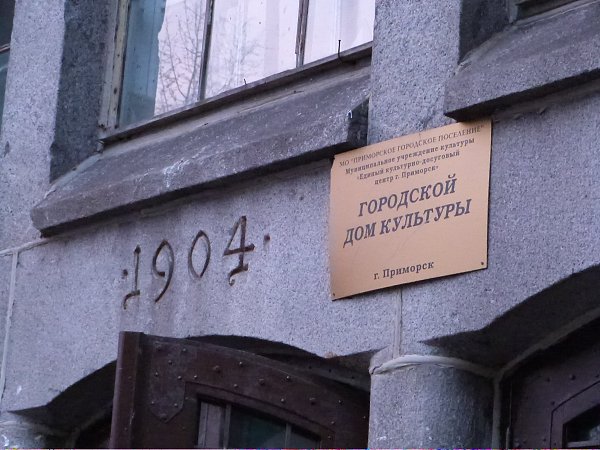 ·1904·
МО "ПРИМОРСКОЕ ГОРОДСКОЕ ПОСЕЛЕНИЕ"
Муниципальное учреждение культуры
«Единый культурно-досуговый
центр г. Приморск»
ГОРОДСКОЙ
ДОМ КУЛЬТУРЫ
г. Приморск